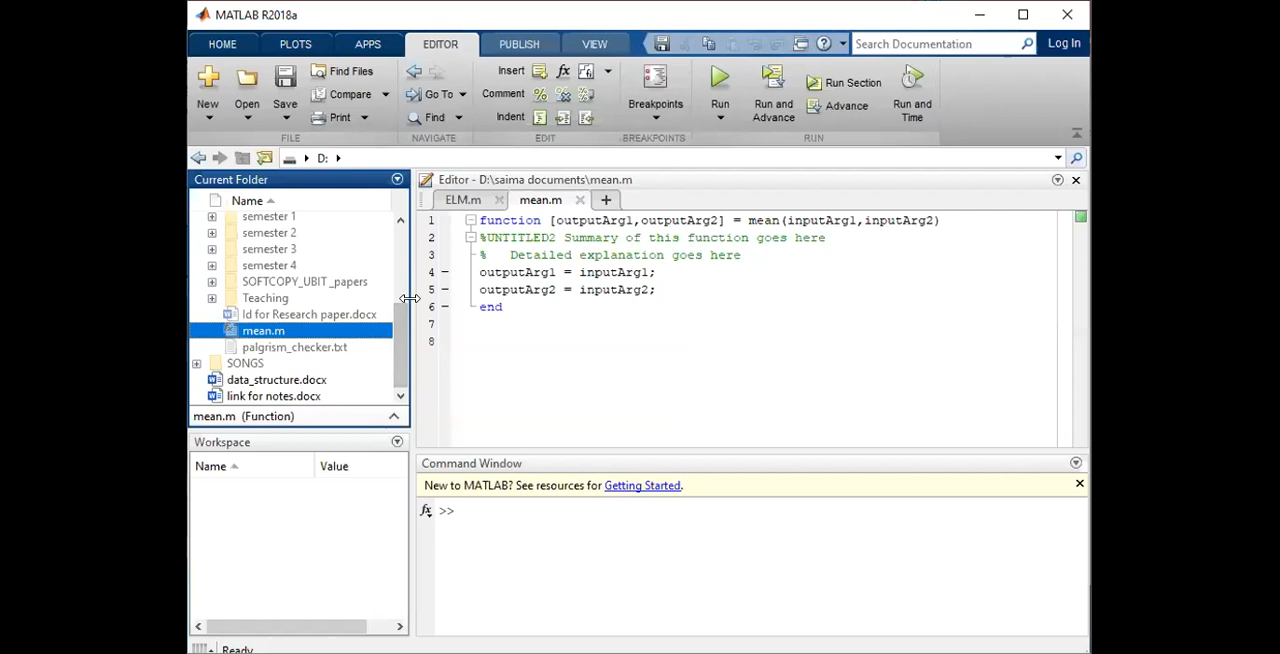 MATLAB R2018a
HOME PLOTS APPS EDITOR PUBLISH VIEW Search Documentation Log In
New Open Save Find Files Compare Print Go To Find Insert fx Comment Indent Breakpoints Run Run and Advance Run Section Advance Run and Time
FILE NAVIGATE EDIT BREAKPOINTS RUN
D:
Current Folder
Name
semester 1
semester 2
semester 3
semester 4
SOFTCOPY_UBIT_papers
Teaching
Id for Research paper.docx
mean.m
palgrism_checker.txt
SONGS
data_structure.docx
link for notes.docx
mean.m (Function)
Workspace
Name Value
Editor - D:\saima documents\mean.m
ELM.m mean.m
1 function [outputArg1,outputArg2] = mean(inputArg1,inputArg2)
2 %UNTITLED2 Summary of this function goes here
3 % Detailed explanation goes here
4 outputArg1 = inputArg1;
5 outputArg2 = inputArg2;
6 end
7
8
Command Window
New to MATLAB? See resources for Getting Started.
fx >>
Ready